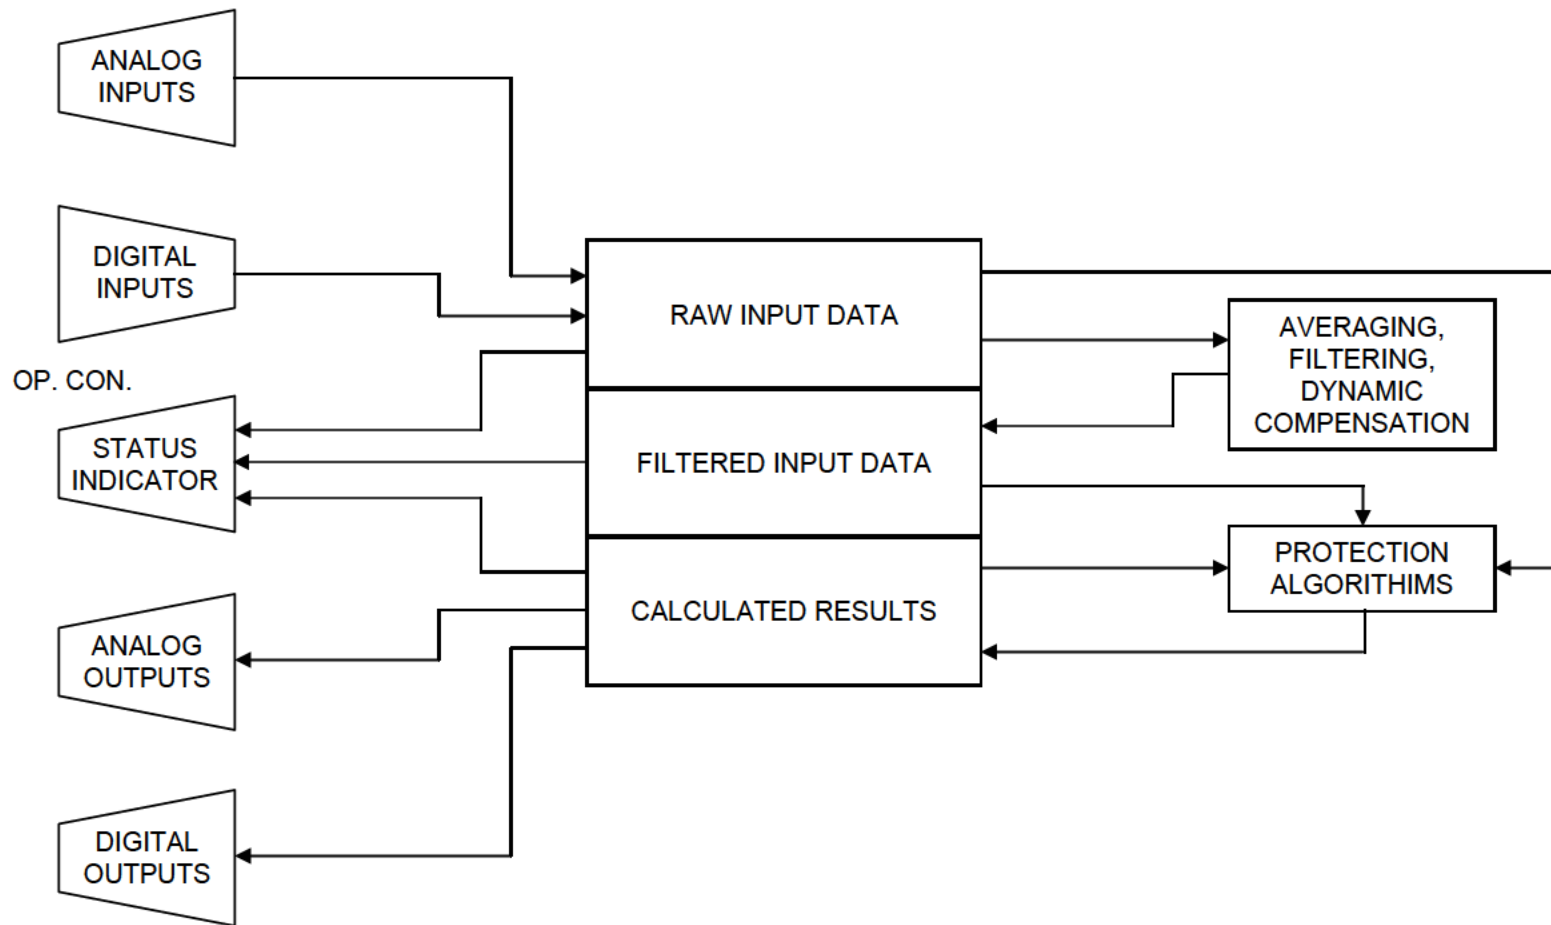 ANALOG
INPUTS
DIGITAL
INPUTS
OP. CON.
STATUS
INDICATOR
ANALOG
OUTPUTS
DIGITAL
OUTPUTS
RAW INPUT DATA
FILTERED INPUT DATA
CALCULATED RESULTS
AVERAGING,
FILTERING,
DYNAMIC
COMPENSATION
PROTECTION
ALGORITHIMS